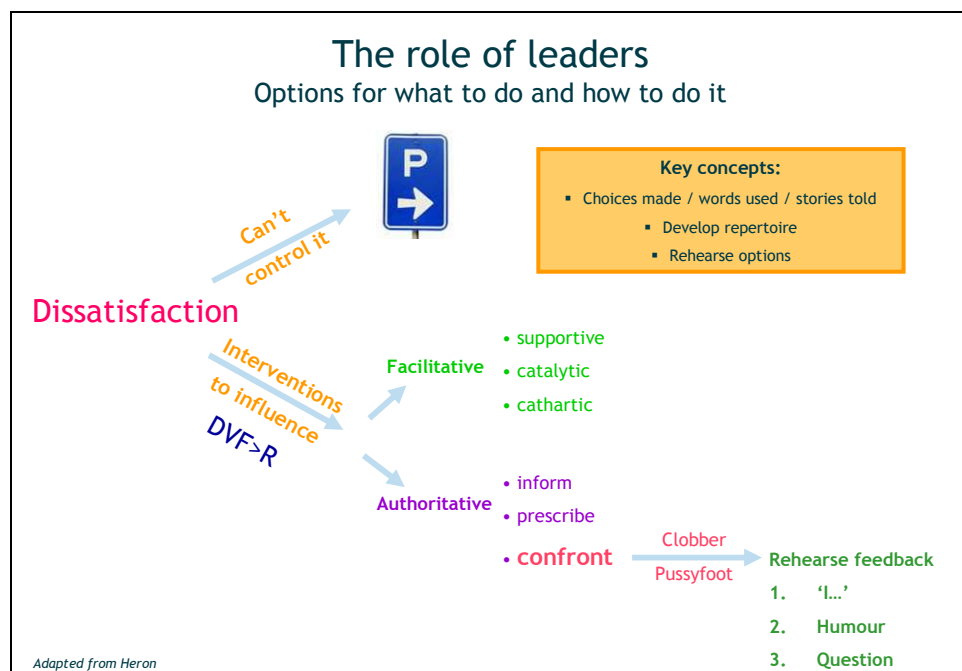 The role of leaders
Options for what to do and how to do it
P
Key concepts:
▪ Choices made / words used / stories told
▪ Develop repertoire
▪ Rehearse options
Can't
control it
Dissatisfaction
Interventions
to influence
DVF>R
Facilitative
• supportive
• catalytic
• cathartic
Authoritative
• inform
• prescribe
• confront
Clobber
Pussyfoot
Rehearse feedback
1. 'I…'
2. Humour
3. Question
Adapted from Heron